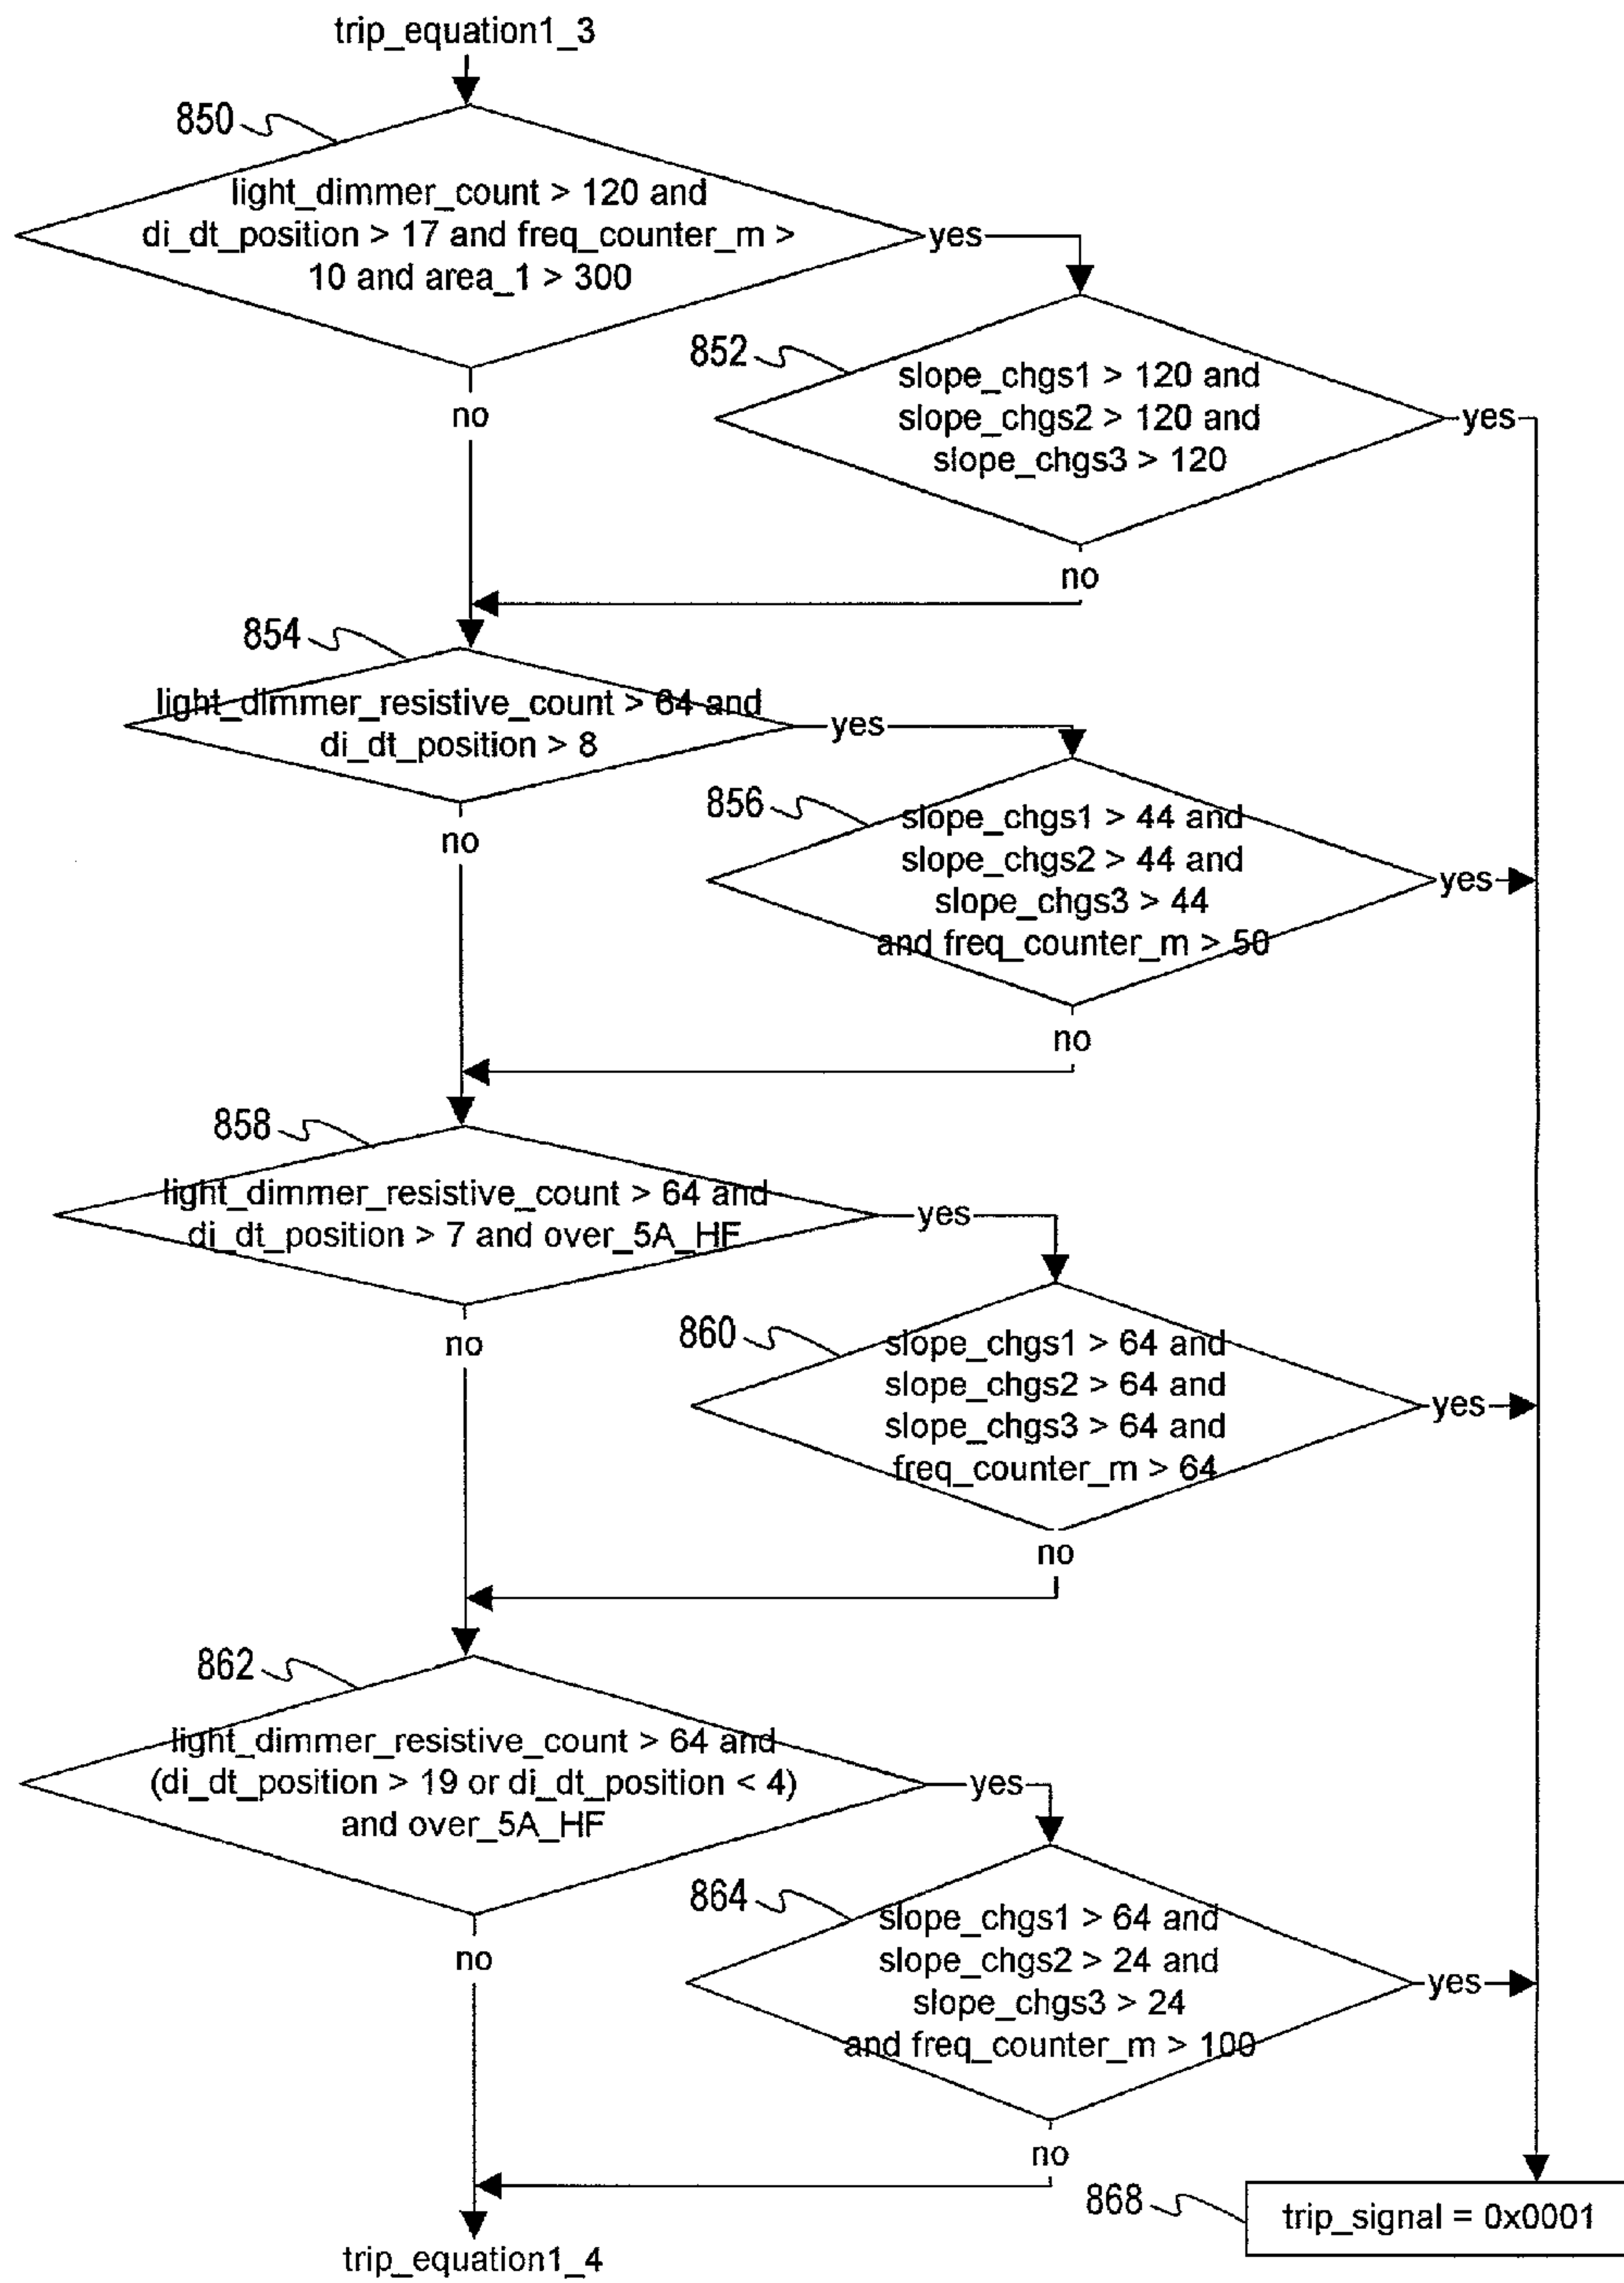 trip_equation1_3
850
light_dimmer_count > 120 and
di_dt_position > 17 and freq_counter_m >
10 and area_1 > 300
yes
no
852
slope_chgs1 > 120 and
slope_chgs2 > 120 and
slope_chgs3 > 120
yes
no
854
light_dimmer_resistive_count > 64 and
di_dt_position > 8
yes
no
856
slope_chgs1 > 44 and
slope_chgs2 > 44 and
slope_chgs3 > 44
and freq_counter_m > 50
yes
no
858
light_dimmer_resistive_count > 64 and
di_dt_position > 7 and over_5A_HF
yes
no
860
slope_chgs1 > 64 and
slope_chgs2 > 64 and
slope_chgs3 > 64 and
freq_counter_m > 64
yes
no
862
light_dimmer_resistive_count > 64 and
(di_dt_position > 19 or di_dt_position < 4)
and over_5A_HF
yes
no
864
slope_chgs1 > 64 and
slope_chgs2 > 24 and
slope_chgs3 > 24
and freq_counter_m > 100
yes
no
868
trip_signal = 0x0001
trip_equation1_4